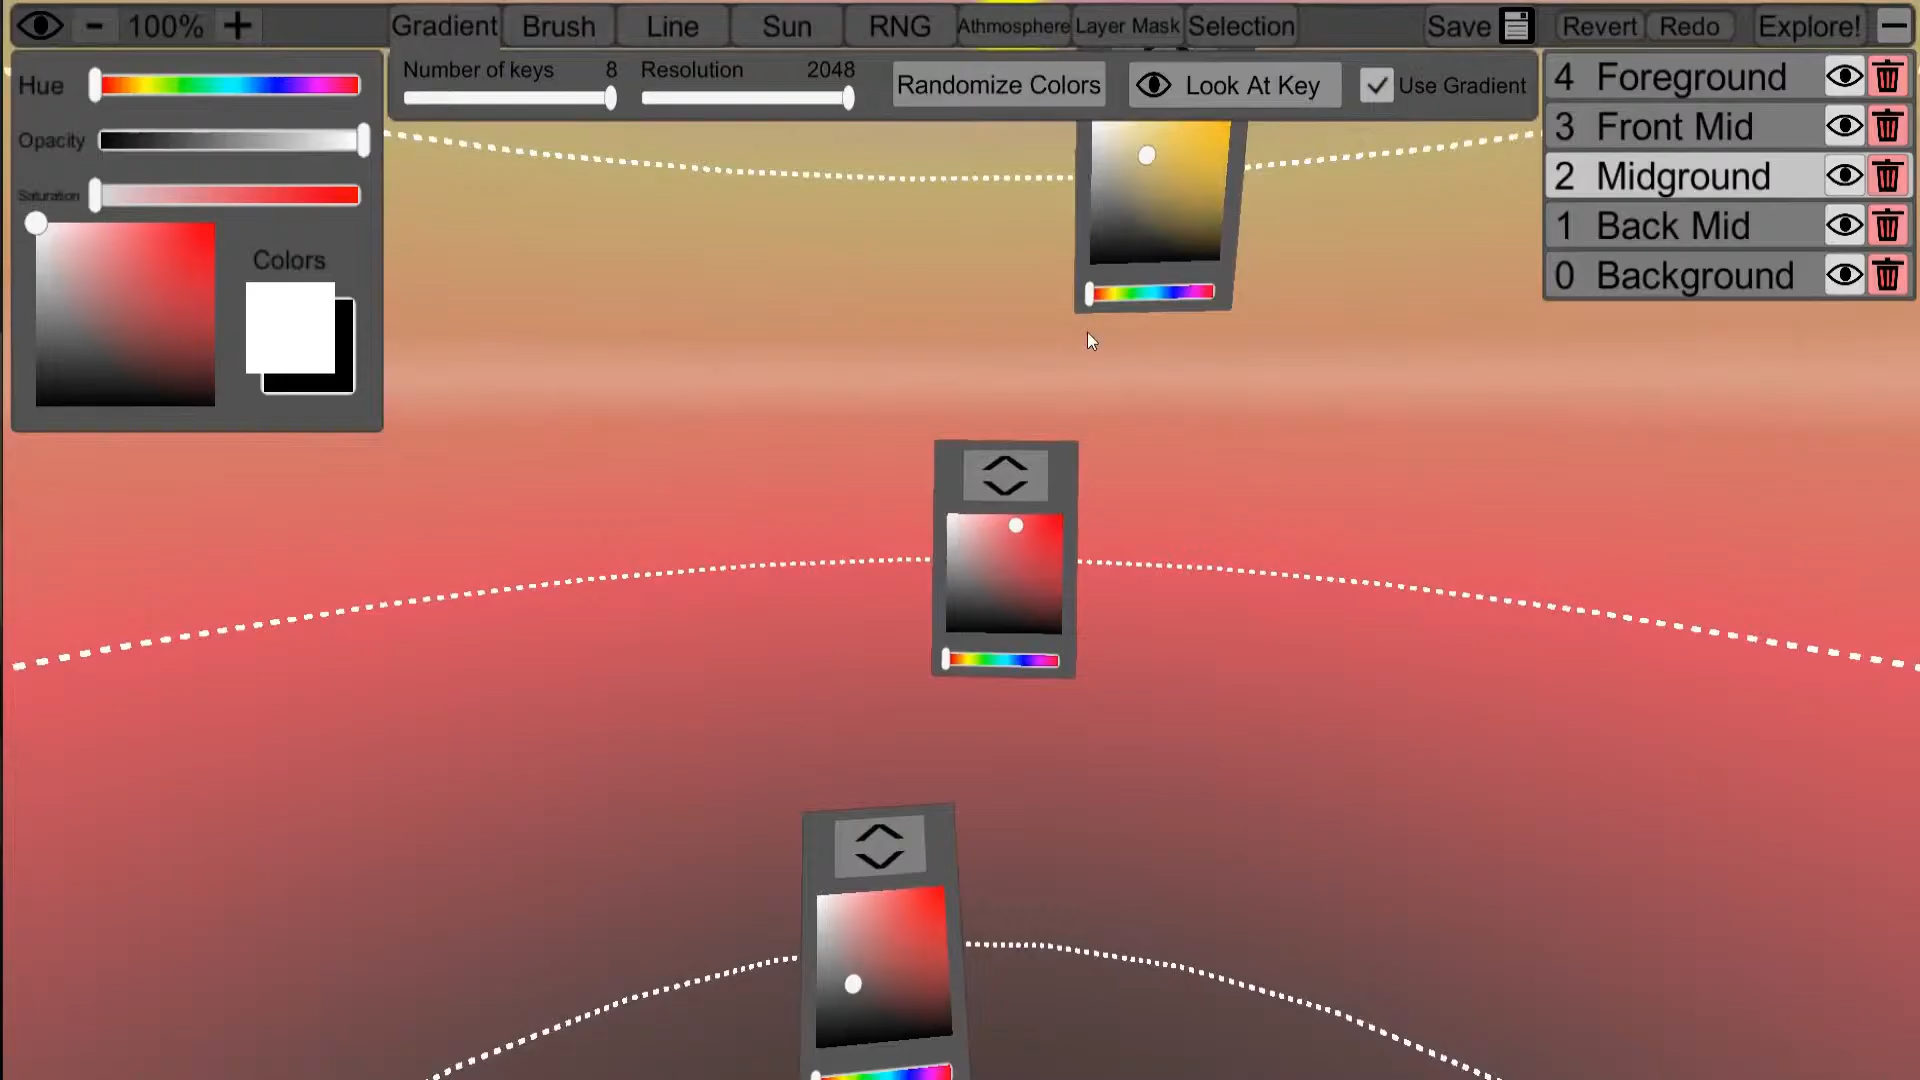 100%
Gradient Brush Line Sun RNG Athmosphere Layer Mask Selection
Save Revert Redo Explore!
Hue
Opacity
Saturation
Colors
Number of keys 8 Resolution 2048
Randomize Colors Look At Key Use Gradient
4 Foreground
3 Front Mid
2 Midground
1 Back Mid
0 Background